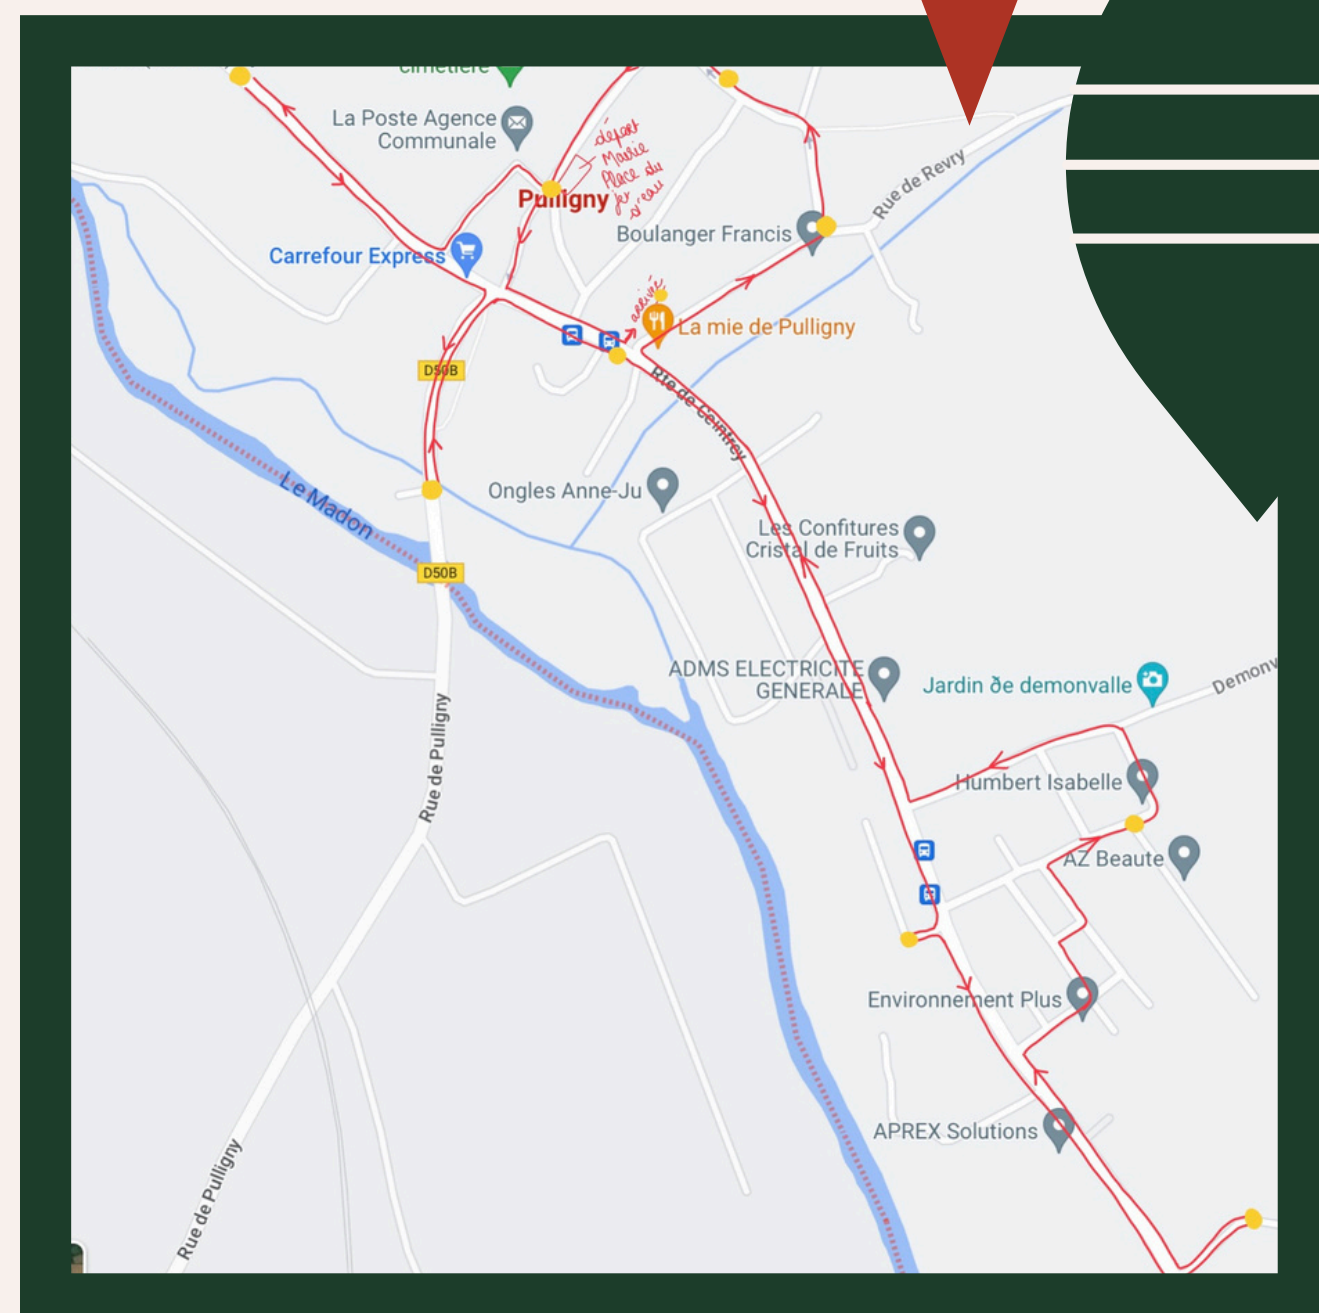 cimetière
La Poste Agence
Communale
départ
Mairie
Place du
jet
d'eau
Pulligny
Rue de Revry
Boulanger Francis
Carrefour Express
arrivée
La mie de Pulligny
D50B
Rte de Ceintrey
Le Madon
Ongles Anne-Ju
Les Confitures
Cristal de Fruits
D50B
ADMS ELECTRICITE
GENERALE
Jardin ðe demonvalle
Demonv
Rue de Pulligny
Humbert Isabelle
AZ Beaute
Environnement Plus
APREX Solutions
Rue de Pulligny